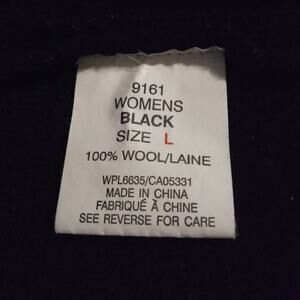 9161
WOMENS
BLACK
SIZE L
100% WOOL/LAINE
WPL6635/CA05331
MADE IN CHINA
FABRIQUÉ À CHINE
SEE REVERSE FOR CARE